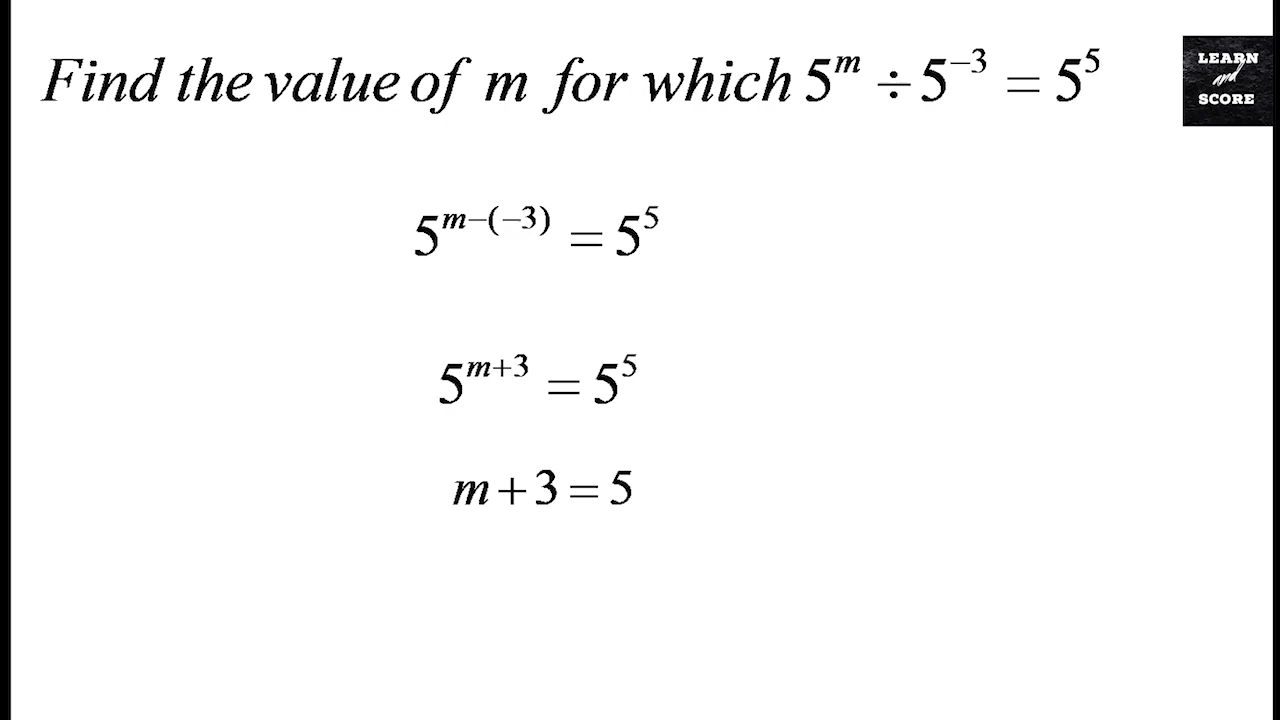 Find the value of m for which 5^m ÷ 5^−3 = 5^5
LEARN
and
SCORE
5^m−(−3) = 5^5
5^m+3 = 5^5
m + 3 = 5